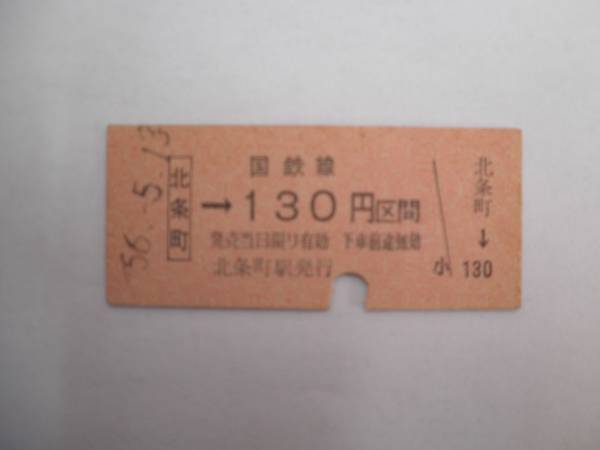 56.-5.13
北条町
国鉄線
→130円区間
発売当日限り有効 下車前途無効
北条町駅発行
北条町
↓
小 130